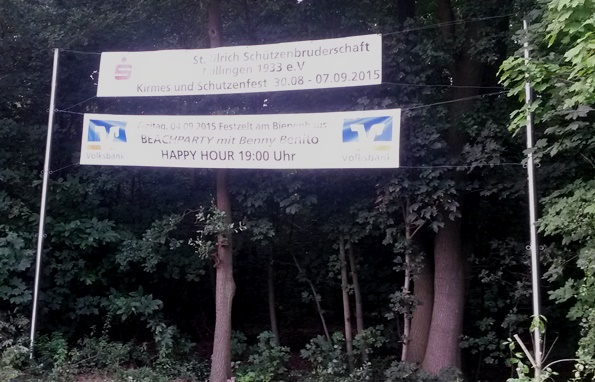 St. Ulrich Schützenbruderschaft
1933 e.V
Kirmes und Schützenfest 30.08 - 07.09.2015
Freitag, 04.09.2015 Festzelt am
BEACHPARTY mit Benny Benito
HAPPY HOUR 19:00 Uhr
Volksbank
Volksbank